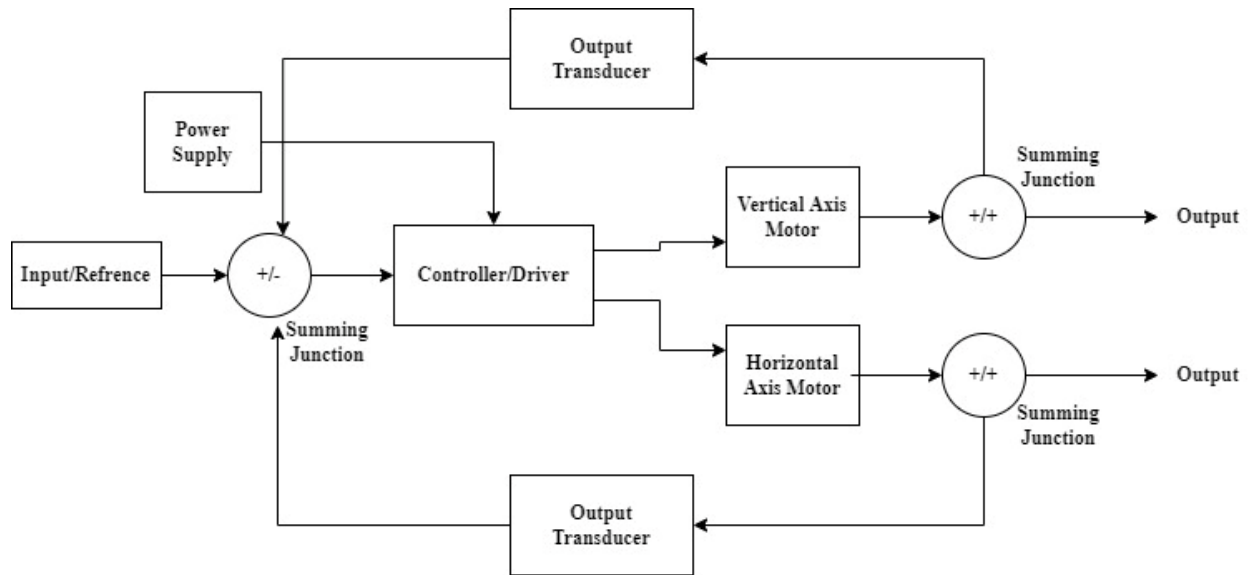 Output
Transducer
Power
Supply
Summing
Junction
Vertical Axis
Motor
+/+
Output
Input/Refrence
+/-
Controller/Driver
Summing
Junction
Horizontal
Axis Motor
+/+
Output
Summing
Junction
Output
Transducer